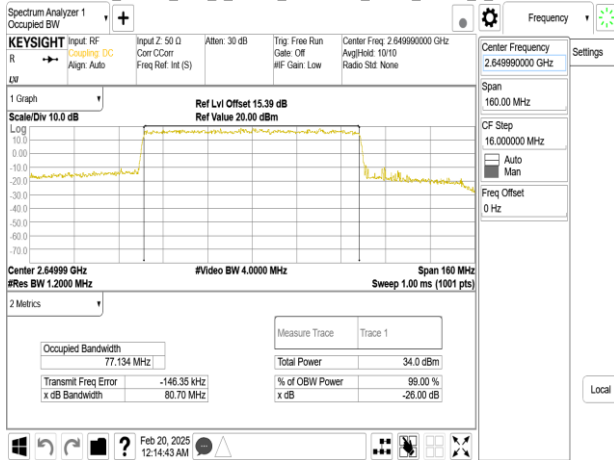 Spectrum Analyzer 1
Occupied BW
+
Frequency
KEYSIGHT
R
LXI
Input: RF
Coupling: DC
Align: Auto
Input Z: 50 Ω
Corr CCorr
Freq Ref: Int (S)
Atten: 30 dB
Trig: Free Run
Gate: Off
#IF Gain: Low
Center Freq: 2.649990000 GHz
Avg|Hold: 10/10
Radio Std: None
Center Frequency
2.649990000 GHz
Settings
Span
160.00 MHz
CF Step
16.000000 MHz
Auto
Man
Freq Offset
0 Hz
1 Graph
Scale/Div 10.0 dB
Ref Lvl Offset 15.39 dB
Ref Value 20.00 dBm
Log
10.0
0.00
-10.0
-20.0
-30.0
-40.0
-50.0
-60.0
-70.0
Center 2.64999 GHz
#Video BW 4.0000 MHz
Span 160 MHz
#Res BW 1.2000 MHz
Sweep 1.00 ms (1001 pts)
2 Metrics
Measure Trace
Trace 1
Occupied Bandwidth
77.134 MHz
Total Power
34.0 dBm
Transmit Freq Error
-146.35 kHz
% of OBW Power
99.00 %
x dB Bandwidth
80.70 MHz
x dB
-26.00 dB
Local
?
Feb 20, 2025
12:14:43 AM